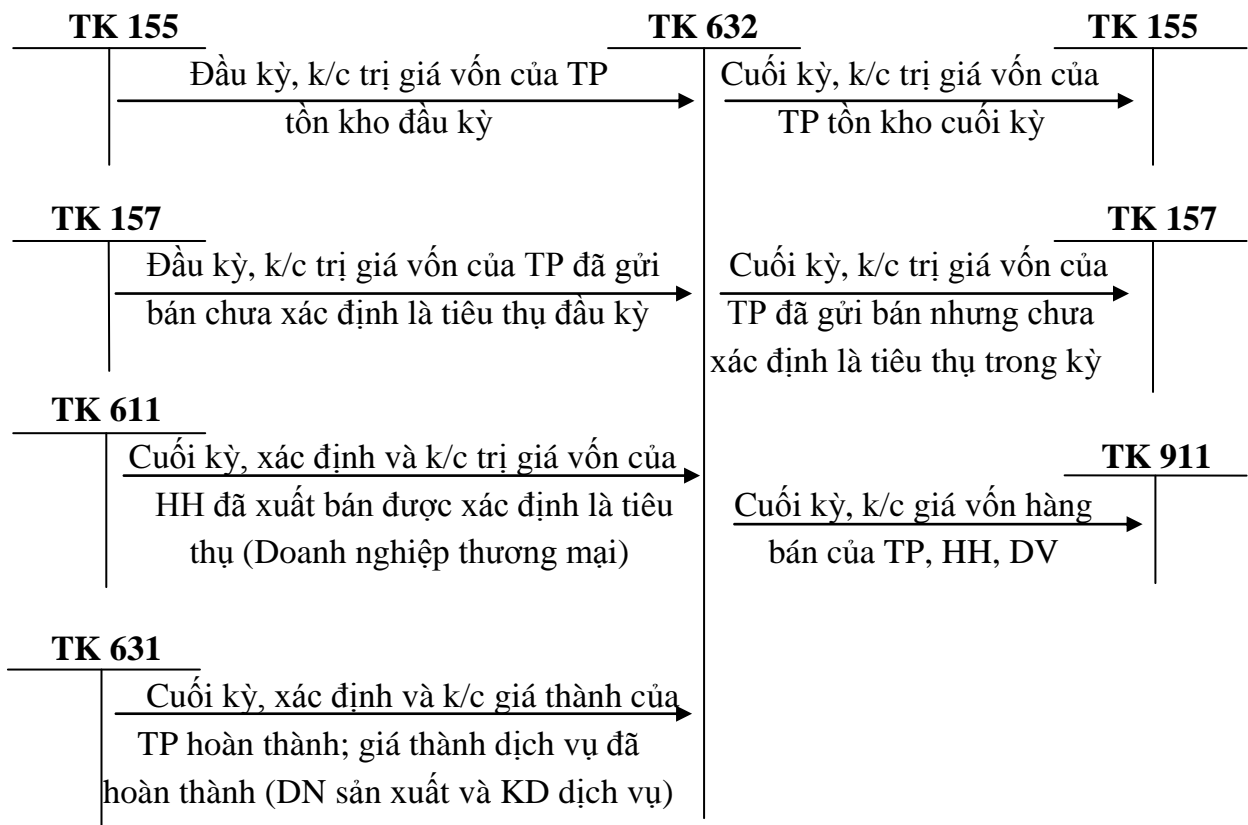 TK 155
TK 632
TK 155
Đầu kỳ, k/c trị giá vốn của TP
tồn kho đầu kỳ
Cuối kỳ, k/c trị giá vốn của
TP tồn kho cuối kỳ
TK 157
TK 157
Đầu kỳ, k/c trị giá vốn của TP đã gửi
bán chưa xác định là tiêu thụ đầu kỳ
Cuối kỳ, k/c trị giá vốn của
TP đã gửi bán nhưng chưa
xác định là tiêu thụ trong kỳ
TK 611
Cuối kỳ, xác định và k/c trị giá vốn của
HH đã xuất bán được xác định là tiêu
thụ (Doanh nghiệp thương mại)
TK 911
Cuối kỳ, k/c giá vốn hàng
bán của TP, HH, DV
TK 631
Cuối kỳ, xác định và k/c giá thành của
TP hoàn thành; giá thành dịch vụ đã
hoàn thành (DN sản xuất và KD dịch vụ)